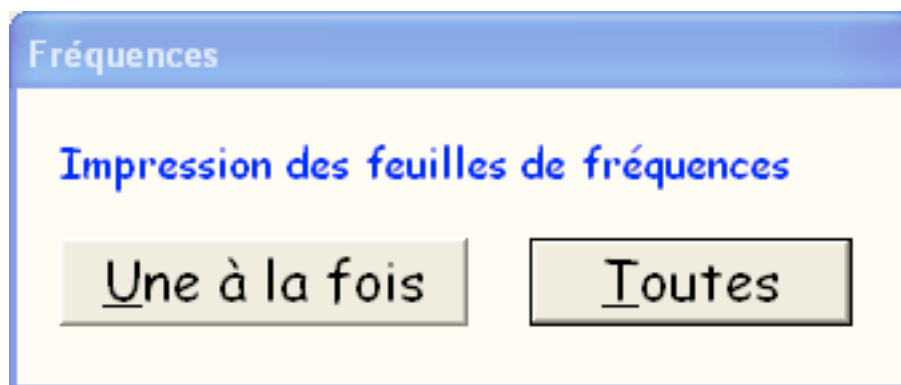 Fréquences
Impression des feuilles de fréquences
Une à la fois Toutes